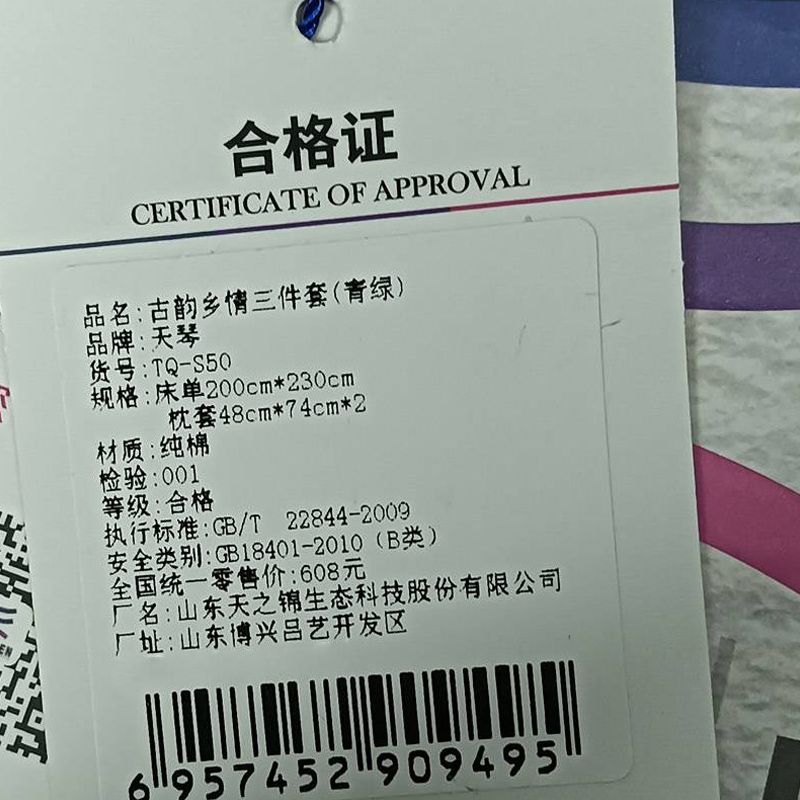 合格证
CERTIFICATE OF APPROVAL
品名:古韵乡情三件套(青绿)
品牌:天琴
货号:TQ-S50
规格:床单200cm*230cm
枕套48cm*74cm*2
材质:纯棉
检验:001
等级:合格
执行标准:GB/T 22844-2009
安全类别:GB18401-2010(B类)
全国统一零售价:608元
厂名:山东天之锦生态科技股份有限公司
厂址:山东博兴吕艺开发区
6 957452 909495